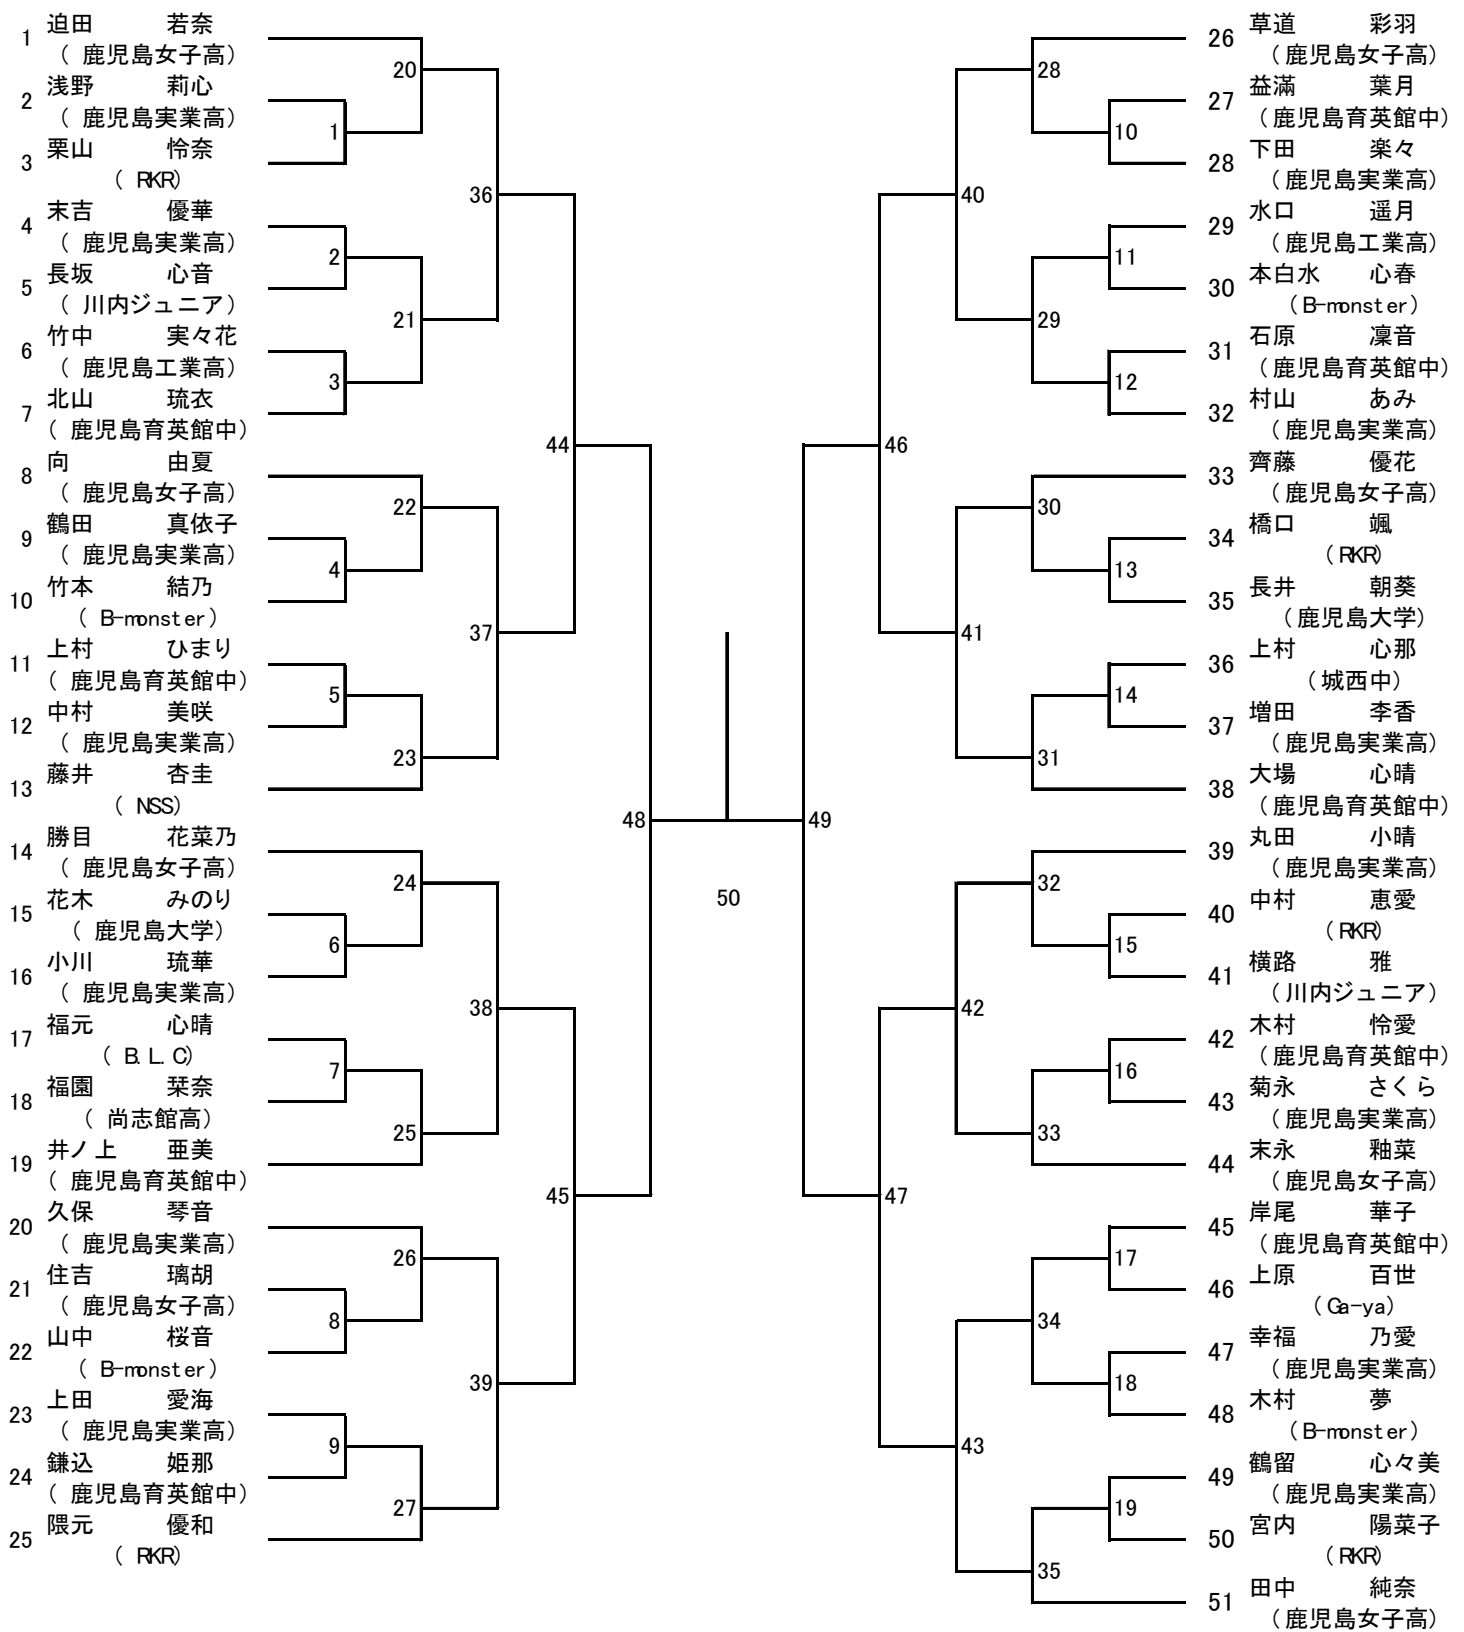 1 迫田 若奈
(鹿児島女子高)
2 浅野 莉心
(鹿児島実業高)
3 栗山 怜奈
(RKR)
4 末吉 優華
(鹿児島実業高)
5 長坂 心音
(川内ジュニア)
6 竹中 実々花
(鹿児島工業高)
7 北山 琉衣
(鹿児島育英館中)
8 向 由夏
(鹿児島女子高)
9 鶴田 真依子
(鹿児島実業高)
10 竹本 結乃
(B-monster)
11 上村 ひまり
(鹿児島育英館中)
12 中村 美咲
(鹿児島実業高)
13 藤井 杏圭
(NSS)
14 勝目 花菜乃
(鹿児島女子高)
15 花木 みのり
(鹿児島大学)
16 小川 琉華
(鹿児島実業高)
17 福元 心晴
(B.L.C)
18 福園 栞奈
(尚志館高)
19 井ノ上 亜美
(鹿児島育英館中)
20 久保 琴音
(鹿児島実業高)
21 住吉 璃胡
(鹿児島女子高)
22 山中 桜音
(B-monster)
23 上田 愛海
(鹿児島実業高)
24 鎌込 姫那
(鹿児島育英館中)
25 隈元 優和
(RKR)
1
2
3
4
5
6
7
8
9
20
21
22
23
24
25
26
27
36
37
38
39
44
45
48
50
49
46
47
40
41
42
43
28
29
30
31
32
33
34
35
10
11
12
13
14
15
16
17
18
19
26 草道 彩羽
(鹿児島女子高)
27 益滿 葉月
(鹿児島育英館中)
28 下田 楽々
(鹿児島実業高)
29 水口 遥月
(鹿児島工業高)
30 本白水 心春
(B-monster)
31 石原 凜音
(鹿児島育英館中)
32 村山 あみ
(鹿児島実業高)
33 齊藤 優花
(鹿児島女子高)
34 橋口 颯
(RKR)
35 長井 朝葵
(鹿児島大学)
36 上村 心那
(城西中)
37 増田 李香
(鹿児島実業高)
38 大場 心晴
(鹿児島育英館中)
39 丸田 小晴
(鹿児島実業高)
40 中村 恵愛
(RKR)
41 横路 雅
(川内ジュニア)
42 木村 怜愛
(鹿児島育英館中)
43 菊永 さくら
(鹿児島実業高)
44 末永 釉菜
(鹿児島女子高)
45 岸尾 華子
(鹿児島育英館中)
46 上原 百世
(Ga-ya)
47 幸福 乃愛
(鹿児島実業高)
48 木村 夢
(B-monster)
49 鶴留 心々美
(鹿児島実業高)
50 宮内 陽菜子
(RKR)
51 田中 純奈
(鹿児島女子高)